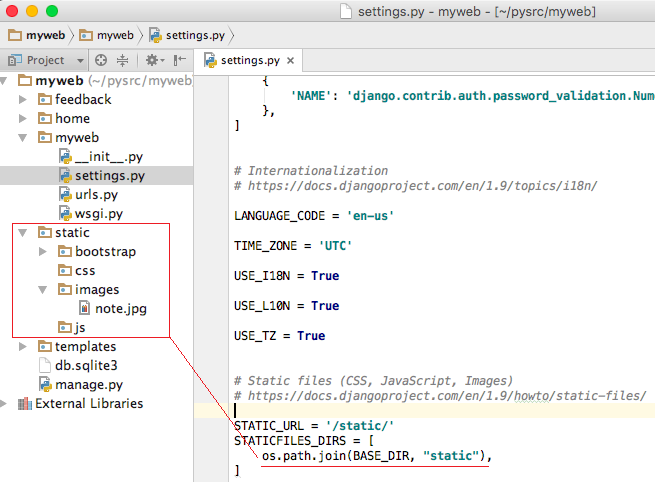 settings.py - myweb - [~/pysrc/myweb]
myweb myweb settings.py
Project
settings.py
myweb (~/pysrc/myweb)
feedback
home
myweb
__init__.py
settings.py
urls.py
wsgi.py
static
bootstrap
css
images
note.jpg
js
templates
db.sqlite3
manage.py
External Libraries
{
'NAME': 'django.contrib.auth.password_validation.Nume
},
]
# Internationalization
# https://docs.djangoproject.com/en/1.9/topics/i18n/
LANGUAGE_CODE = 'en-us'
TIME_ZONE = 'UTC'
USE_I18N = True
USE_L10N = True
USE_TZ = True
# Static files (CSS, JavaScript, Images)
# https://docs.djangoproject.com/en/1.9/howto/static-files/
STATIC_URL = '/static/'
STATICFILES_DIRS = [
os.path.join(BASE_DIR, "static"),
]